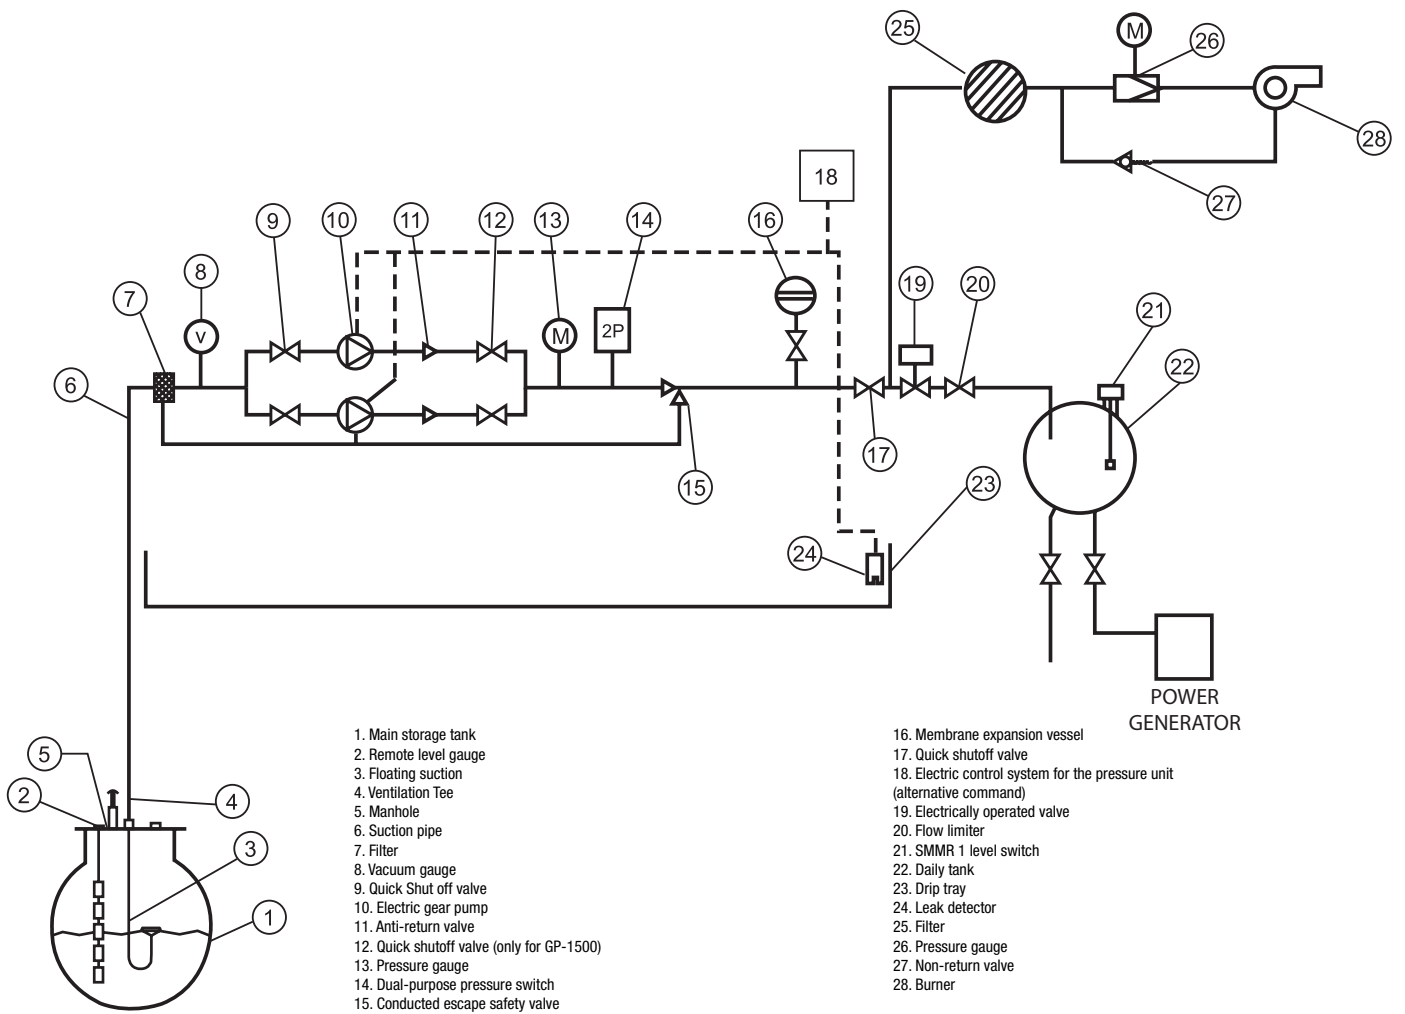 25
M
26
28
27
18
9
10
11
12
13
14
16
8
7
19
20
21
22
V
M
2P
6
17
15
23
24
POWER
GENERATOR
5
2
4
3
1
1. Main storage tank
2. Remote level gauge
3. Floating suction
4. Ventilation Tee
5. Manhole
6. Suction pipe
7. Filter
8. Vacuum gauge
9. Quick Shut off valve
10. Electric gear pump
11. Anti-return valve
12. Quick shutoff valve (only for GP-1500)
13. Pressure gauge
14. Dual-purpose pressure switch
15. Conducted escape safety valve
16. Membrane expansion vessel
17. Quick shutoff valve
18. Electric control system for the pressure unit
(alternative command)
19. Electrically operated valve
20. Flow limiter
21. SMMR 1 level switch
22. Daily tank
23. Drip tray
24. Leak detector
25. Filter
26. Pressure gauge
27. Non-return valve
28. Burner